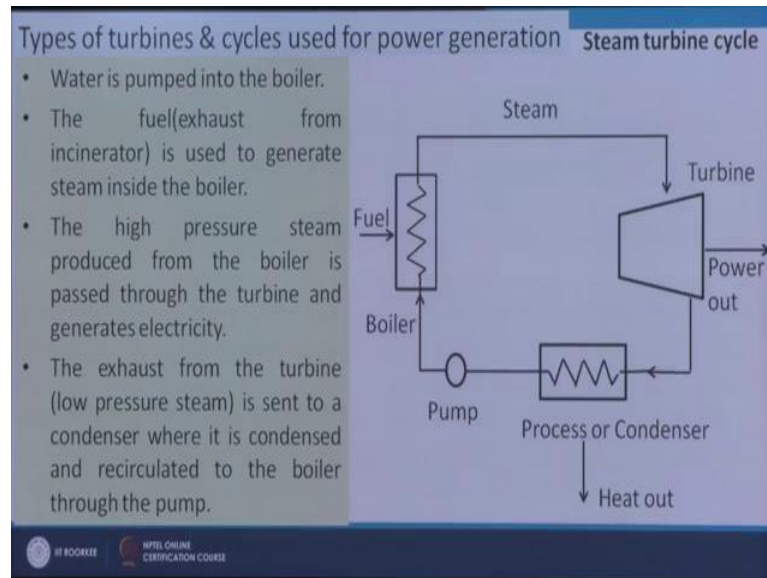 Types of turbines & cycles used for power generation
Steam turbine cycle
• Water is pumped into the boiler.
• The fuel(exhaust from
incinerator) is used to generate
steam inside the boiler.
• The high pressure steam
produced from the boiler is
passed through the turbine and
generates electricity.
• The exhaust from the turbine
(low pressure steam) is sent to a
condenser where it is condensed
and recirculated to the boiler
through the pump.
Steam
Turbine
Fuel
Power
out
Boiler
Pump
Process or Condenser
Heat out
IIT ROORKEE
NPTEL ONLINE
CERTIFICATION COURSE